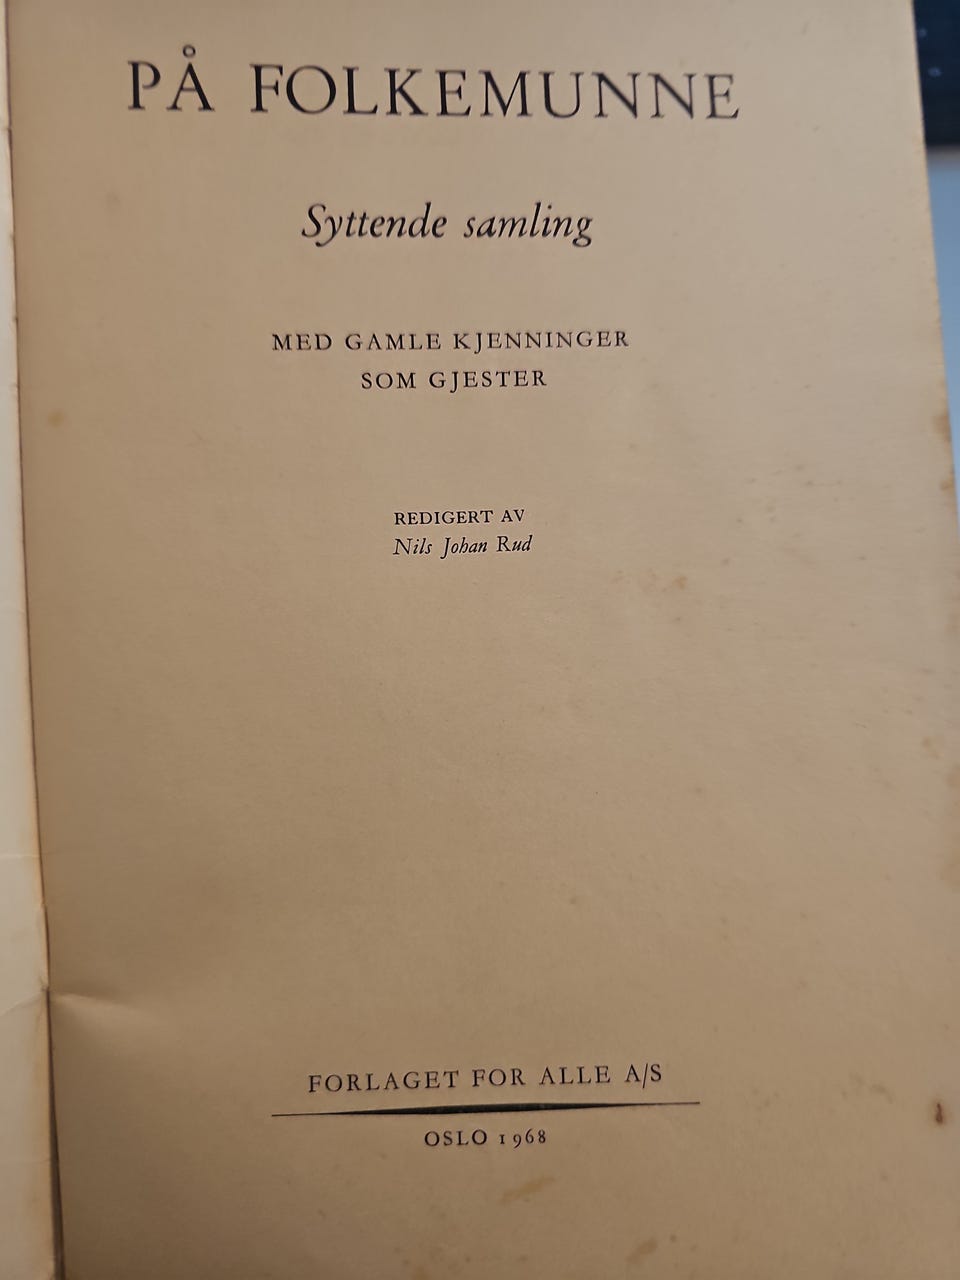 PÅ FOLKEMUNNE
Syttende samling
MED GAMLE KJENNINGER
SOM GJESTER
REDIGERT AV
Nils Johan Rud
FORLAGET FOR ALLE A/S
OSLO 1968